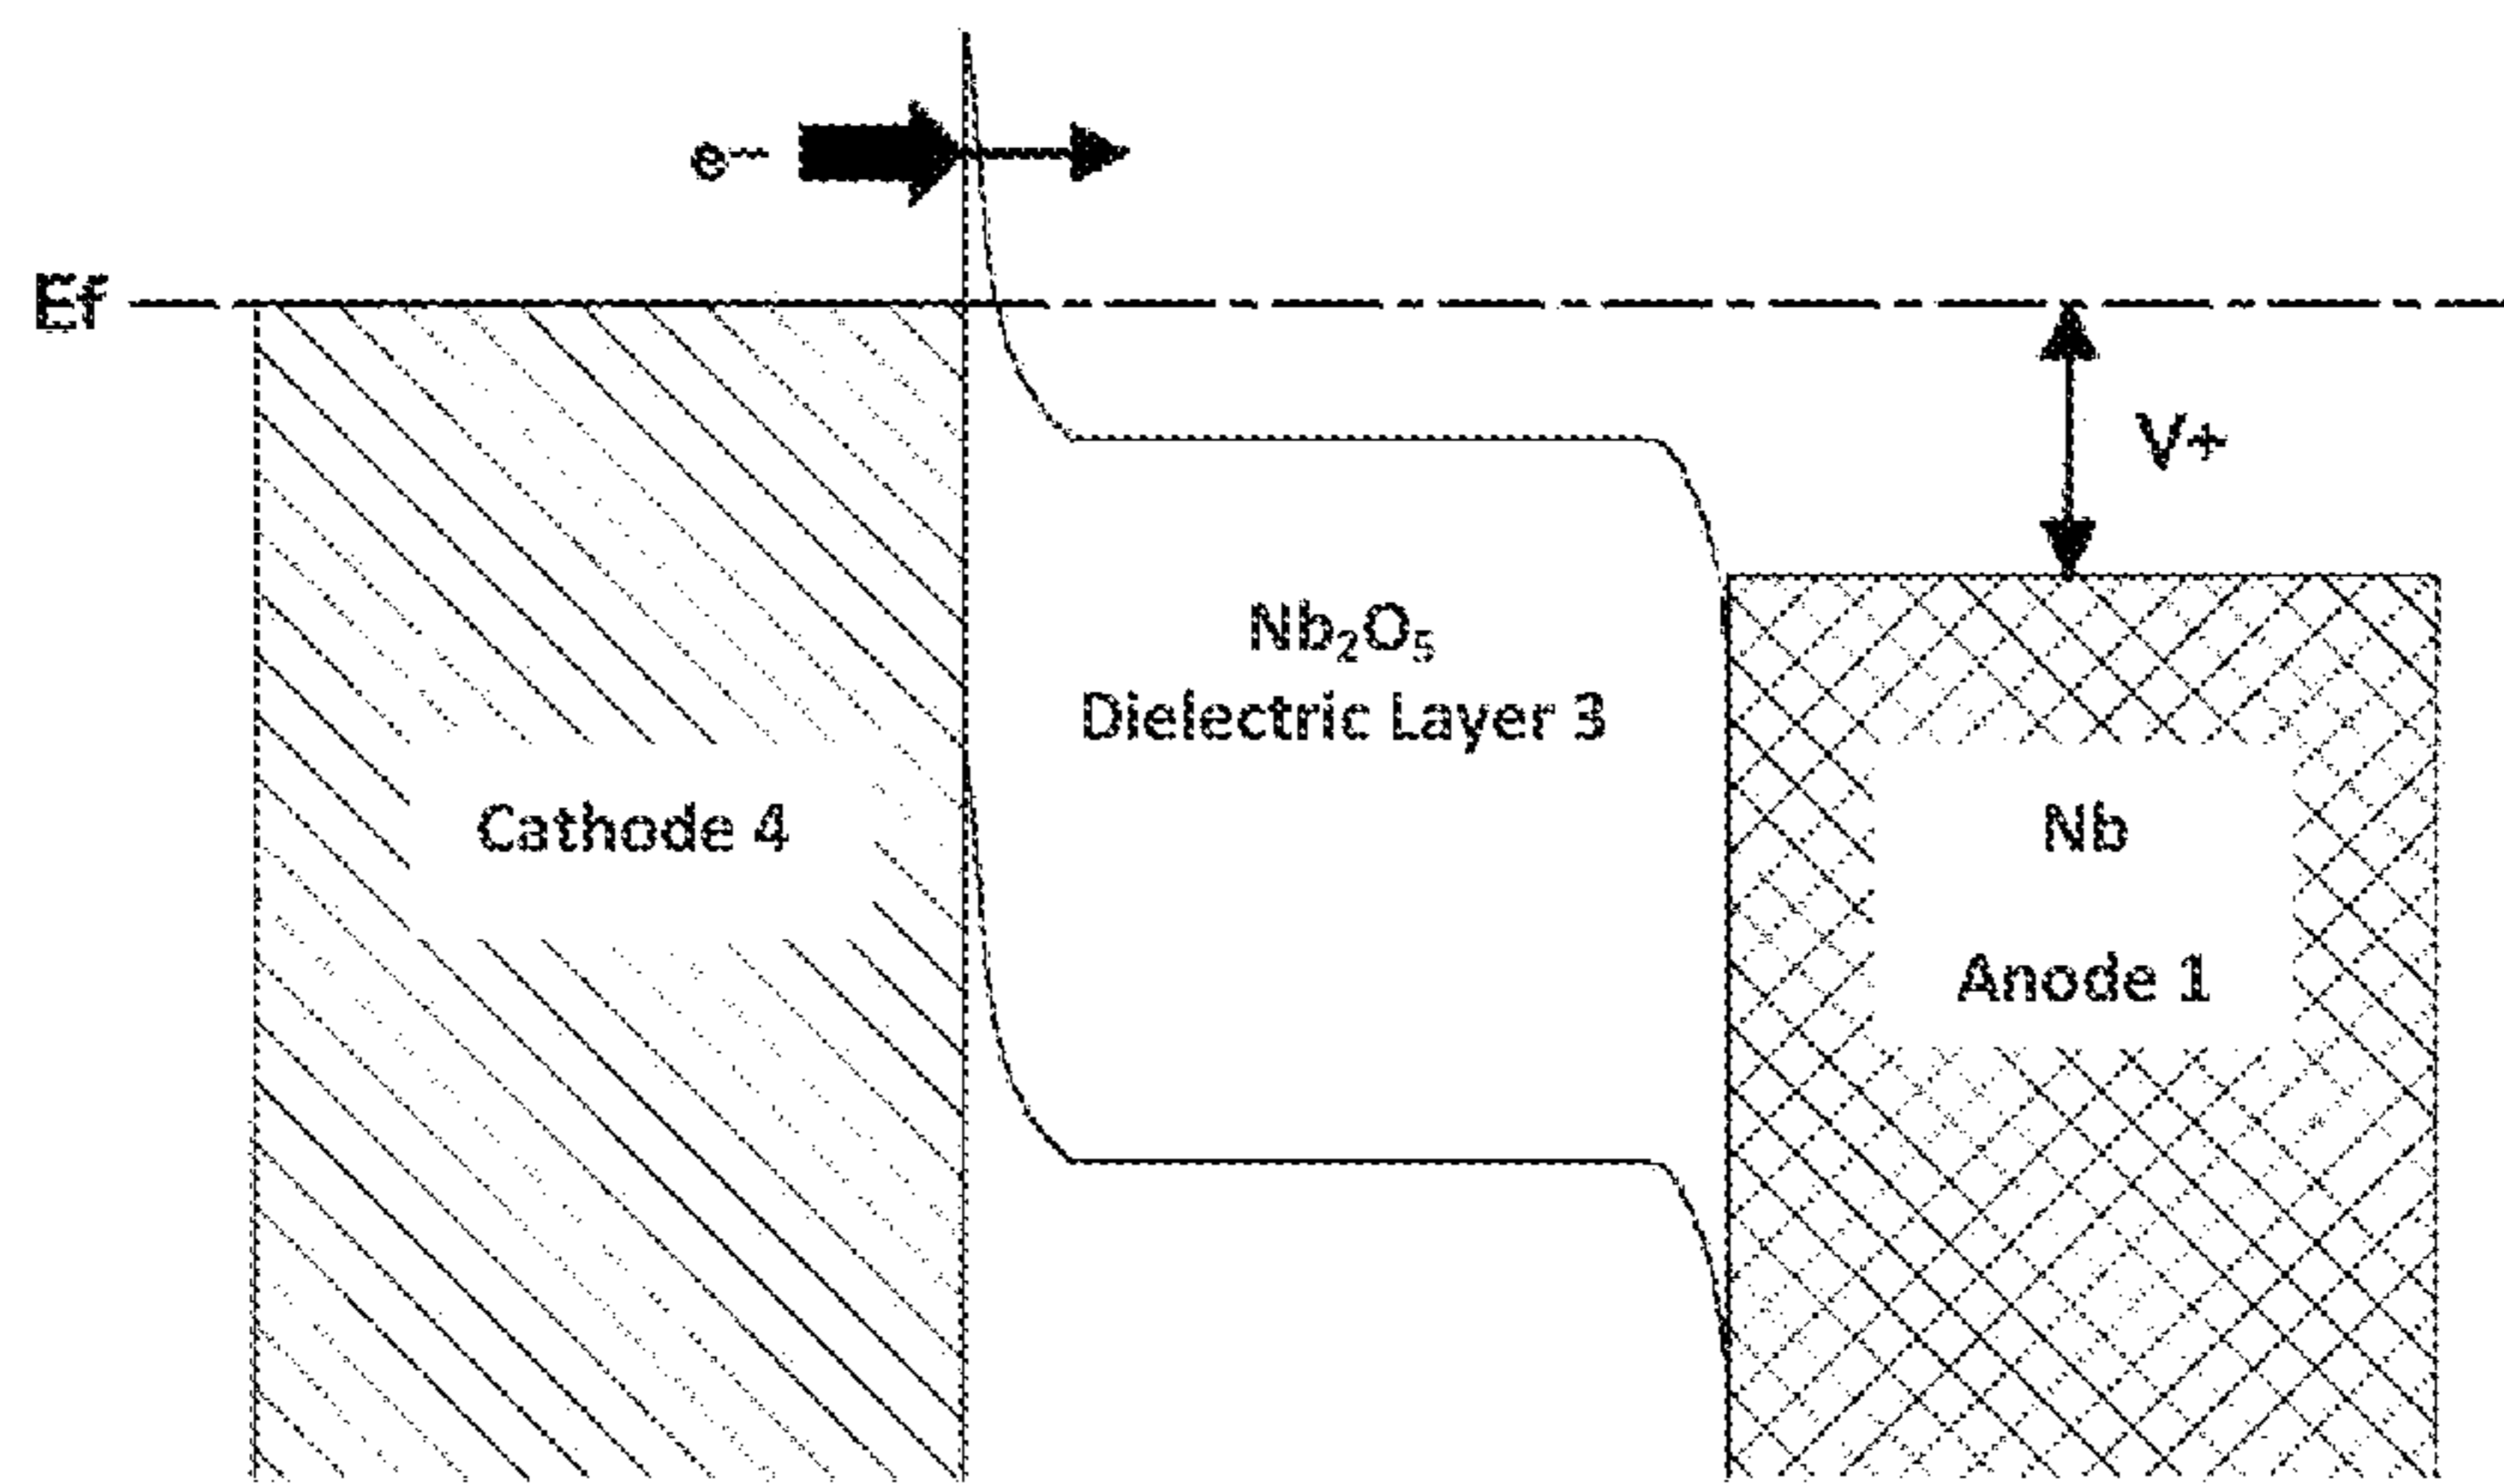 e−
Ef
V+
Nb₂O₅
Dielectric Layer 3
Cathode 4
Nb
Anode 1